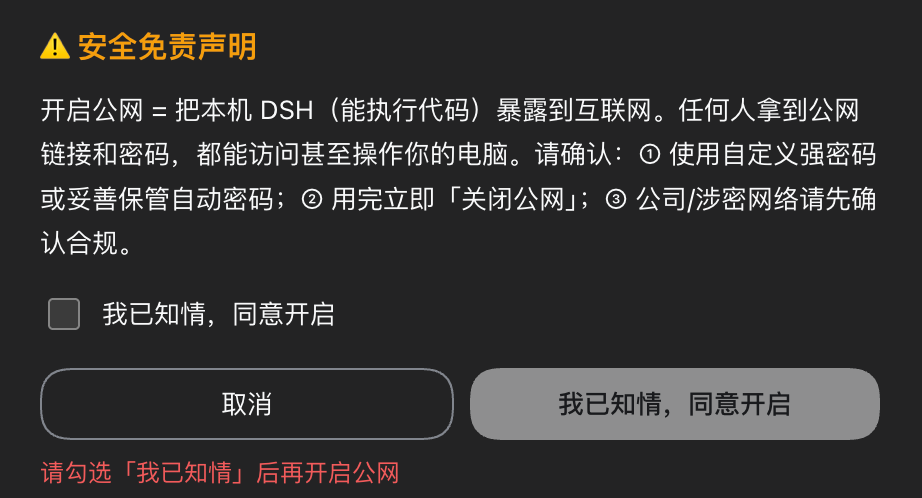 ⚠️ 安全免责声明
开启公网 = 把本机 DSH（能执行代码）暴露到互联网。任何人拿到公网
链接和密码，都能访问甚至操作你的电脑。请确认：① 使用自定义强密码
或妥善保管自动密码；② 用完立即「关闭公网」；③ 公司/涉密网络请先确
认合规。
我已知情，同意开启
取消
我已知情，同意开启
请勾选「我已知情」后再开启公网